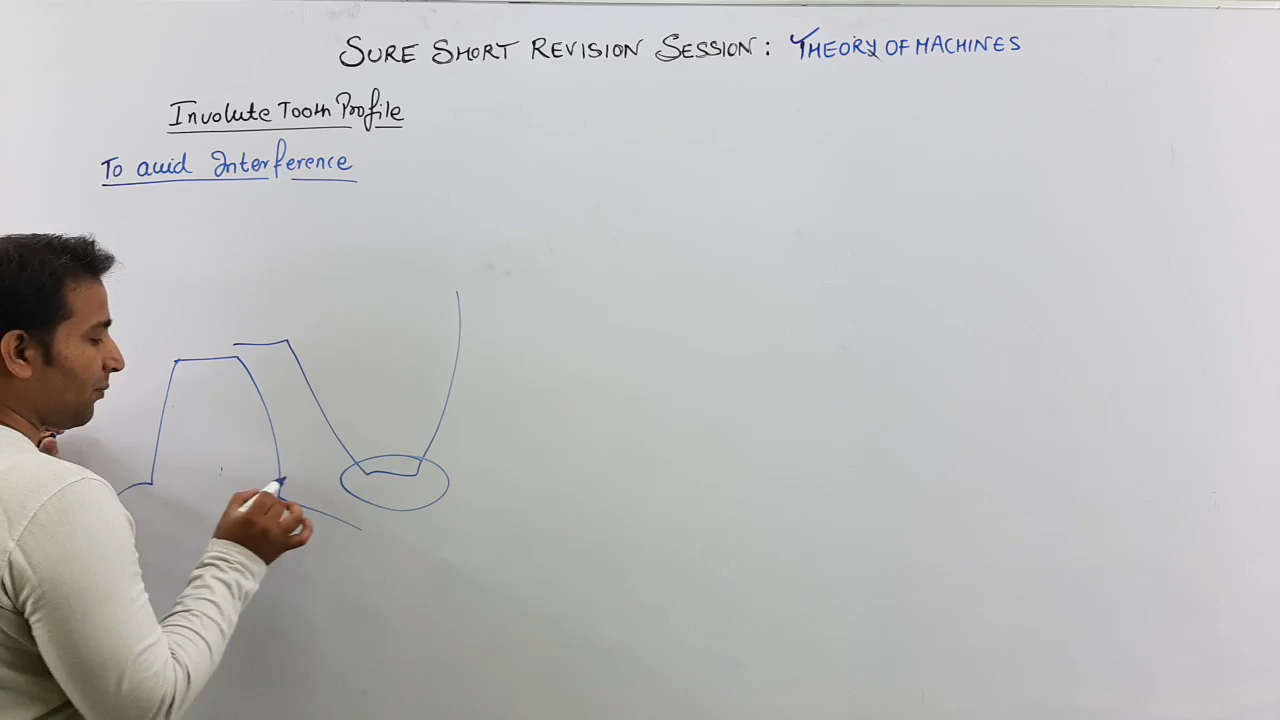 SURE SHORT REVISION SESSION: THEORY OF MACHINES
Involute Tooth Profile
To avid Interference